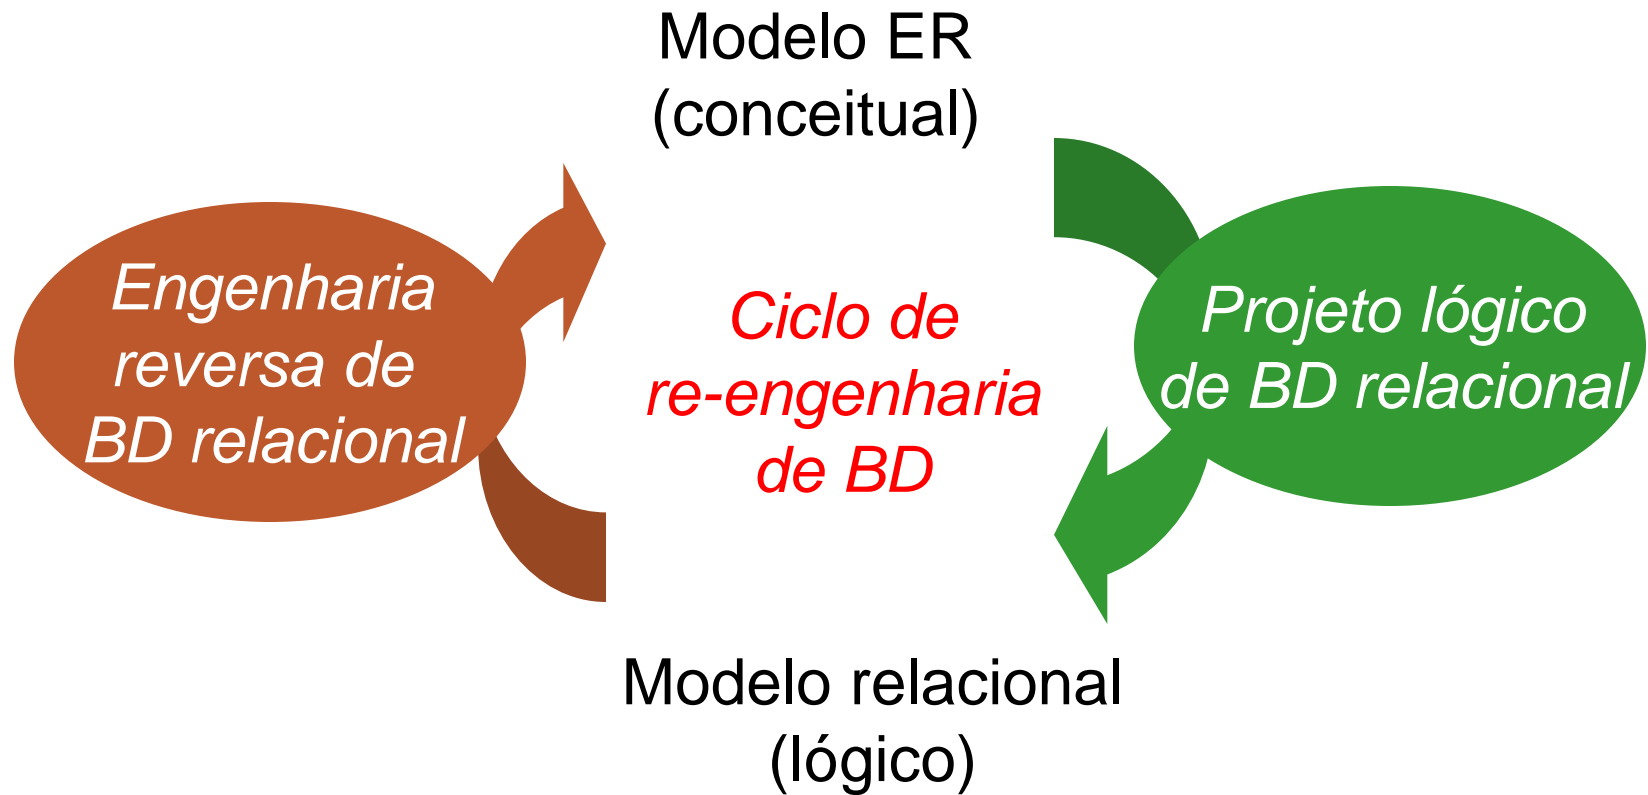 Modelo ER
(conceitual)
Engenharia
reversa de
BD relacional
Ciclo de
re-engenharia
de BD
Projeto lógico
de BD relacional
Modelo relacional
(lógico)